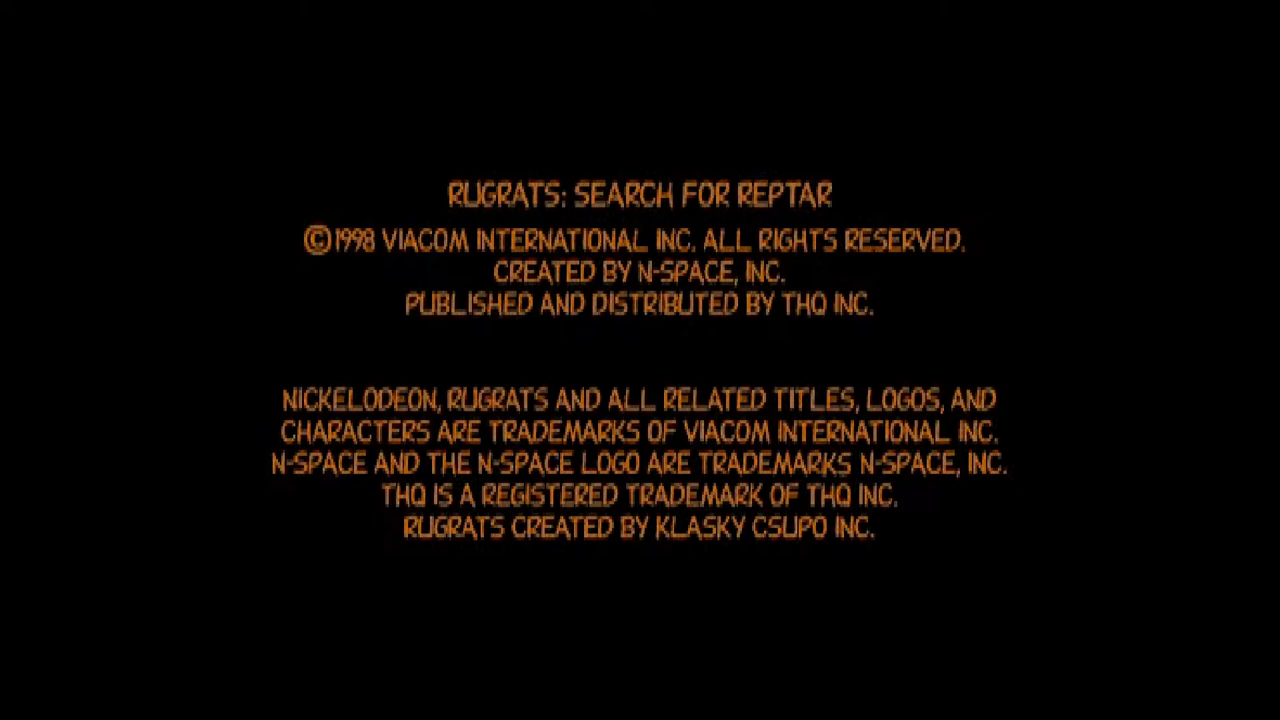 RUGRATS: SEARCH FOR REPTAR
©1998 VIACOM INTERNATIONAL INC. ALL RIGHTS RESERVED.
CREATED BY N-SPACE, INC.
PUBLISHED AND DISTRIBUTED BY THQ INC.
NICKELODEON, RUGRATS AND ALL RELATED TITLES, LOGOS, AND
CHARACTERS ARE TRADEMARKS OF VIACOM INTERNATIONAL INC.
N-SPACE AND THE N-SPACE LOGO ARE TRADEMARKS N-SPACE, INC.
THQ IS A REGISTERED TRADEMARK OF THQ INC.
RUGRATS CREATED BY KLASKY CSUPO INC.